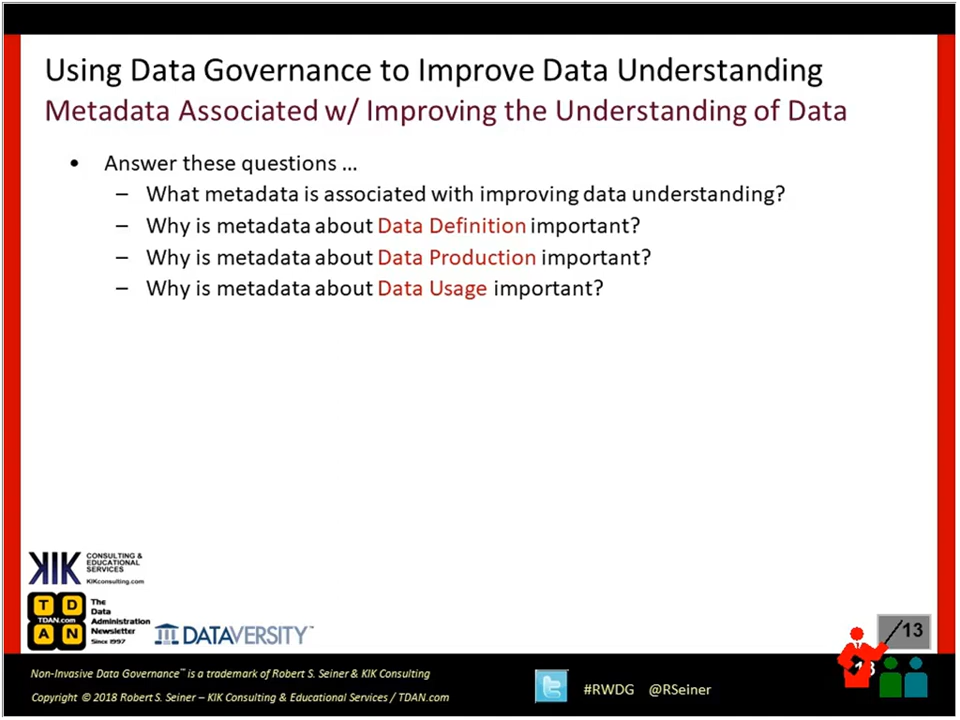 Using Data Governance to Improve Data Understanding
Metadata Associated w/ Improving the Understanding of Data
• Answer these questions ...
– What metadata is associated with improving data understanding?
– Why is metadata about Data Definition important?
– Why is metadata about Data Production important?
– Why is metadata about Data Usage important?
KIK CONSULTING &
EDUCATIONAL
SERVICES
KIKconsulting.com
T D
TDAN.com
A N
The
Data
Administration
Newsletter
Since 1997
DATAVERSITY™
13
13
Non-Invasive Data Governance™ is a trademark of Robert S. Seiner & KIK Consulting
Copyright © 2018 Robert S. Seiner – KIK Consulting & Educational Services / TDAN.com
#RWDG @RSeiner